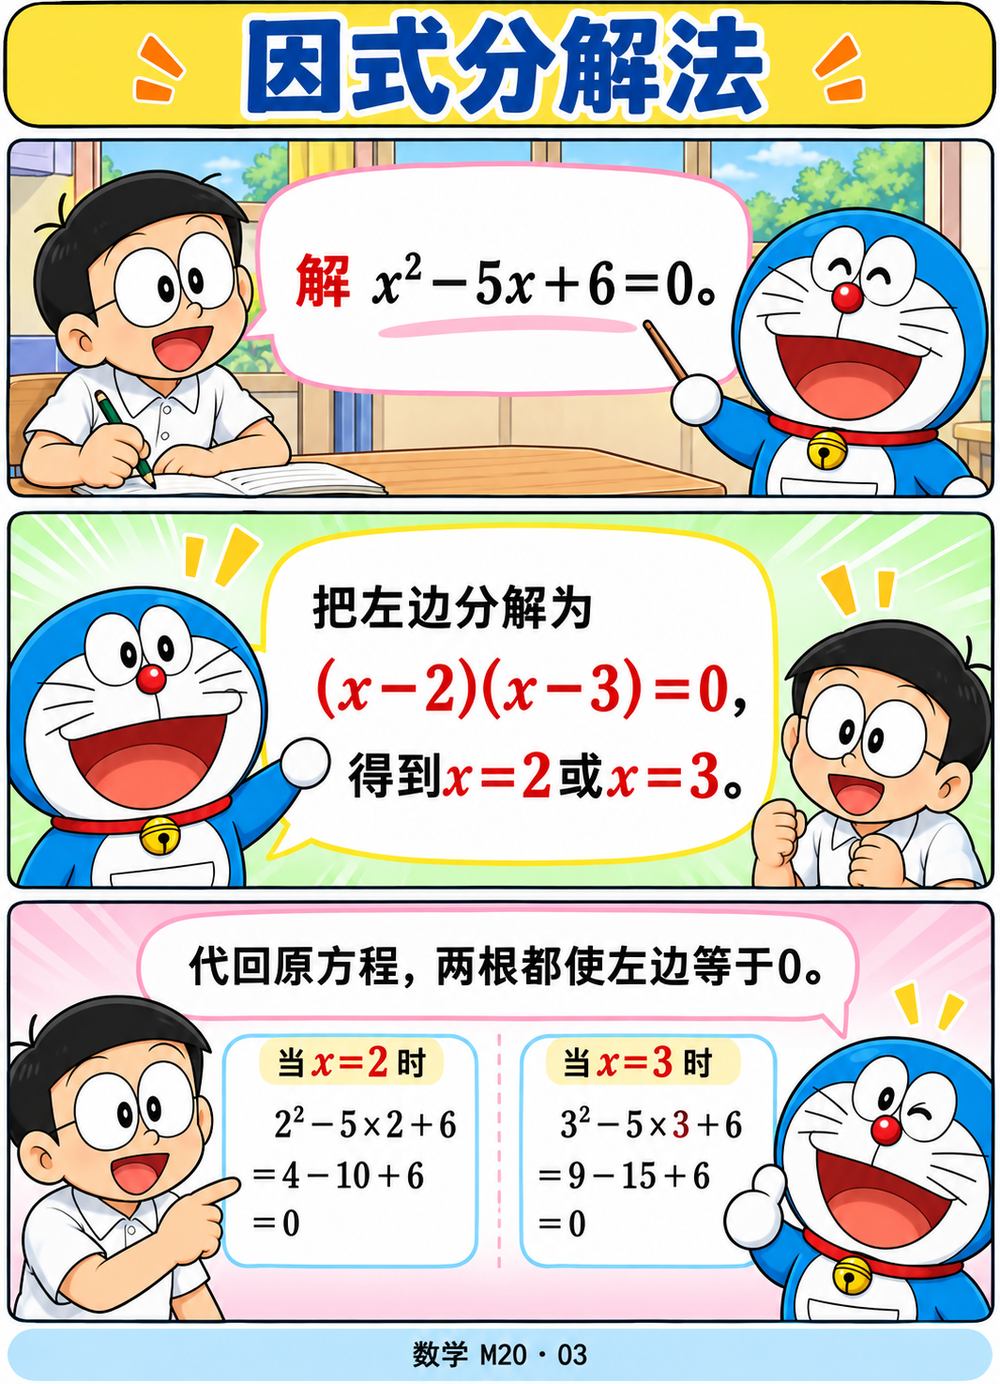 因式分解法
解 x²－5x＋6＝0。
把左边分解为
(x－2)(x－3)＝0，
得到x＝2或x＝3。
代回原方程，两根都使左边等于0。
当x＝2时
2²－5×2＋6
＝4－10＋6
＝0
当x＝3时
3²－5×3＋6
＝9－15＋6
＝0
数学 M20・03